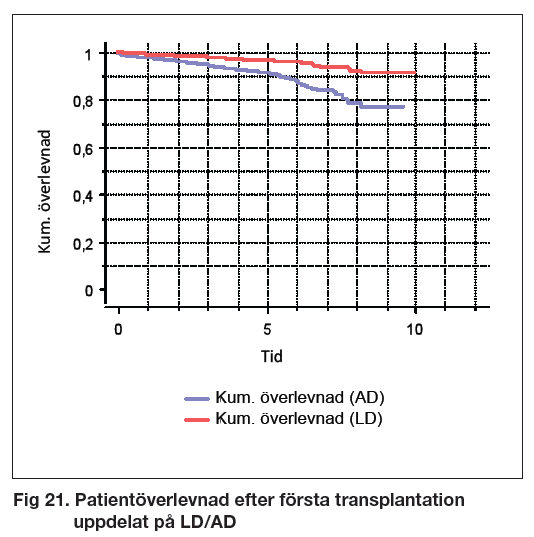 1
0,8
0,6
0,4
0,2
0
Kum. överlevnad
0 5 10
Tid
Kum. överlevnad (AD)
Kum. överlevnad (LD)
Fig 21. Patientöverlevnad efter första transplantation
uppdelat på LD/AD